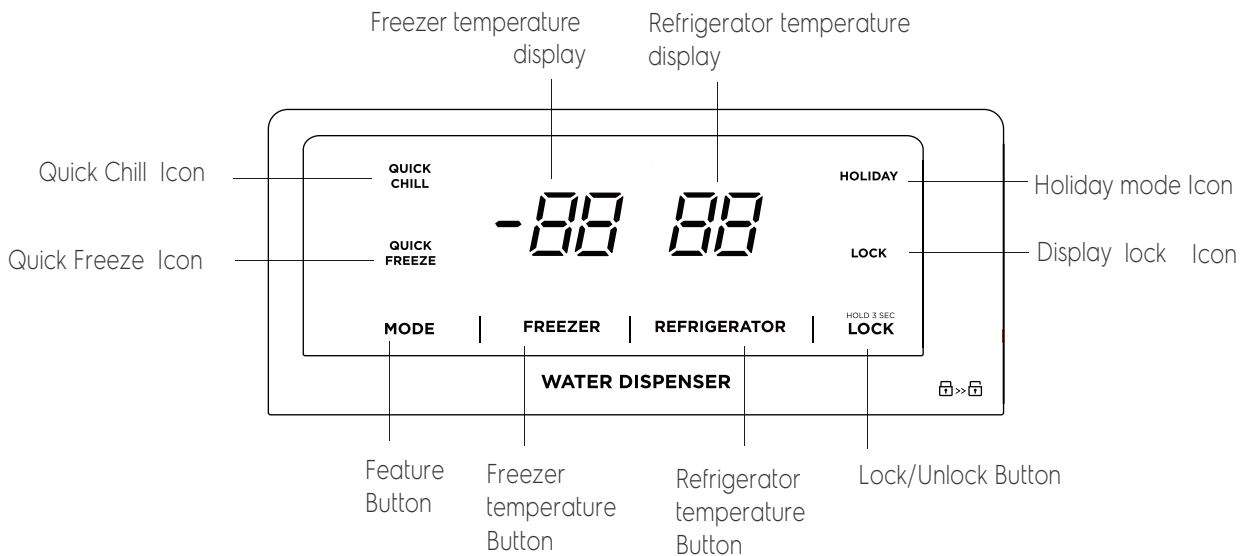 Freezer temperature
display
Refrigerator temperature
display
Quick Chill Icon
QUICK
CHILL
-88
88
HOLIDAY
Holiday mode Icon
Quick Freeze Icon
QUICK
FREEZE
LOCK
Display lock Icon
MODE
FREEZER
REFRIGERATOR
HOLD 3 SEC
LOCK
WATER DISPENSER
>>
Feature
Button
Freezer
temperature
Button
Refrigerator
temperature
Button
Lock/Unlock Button